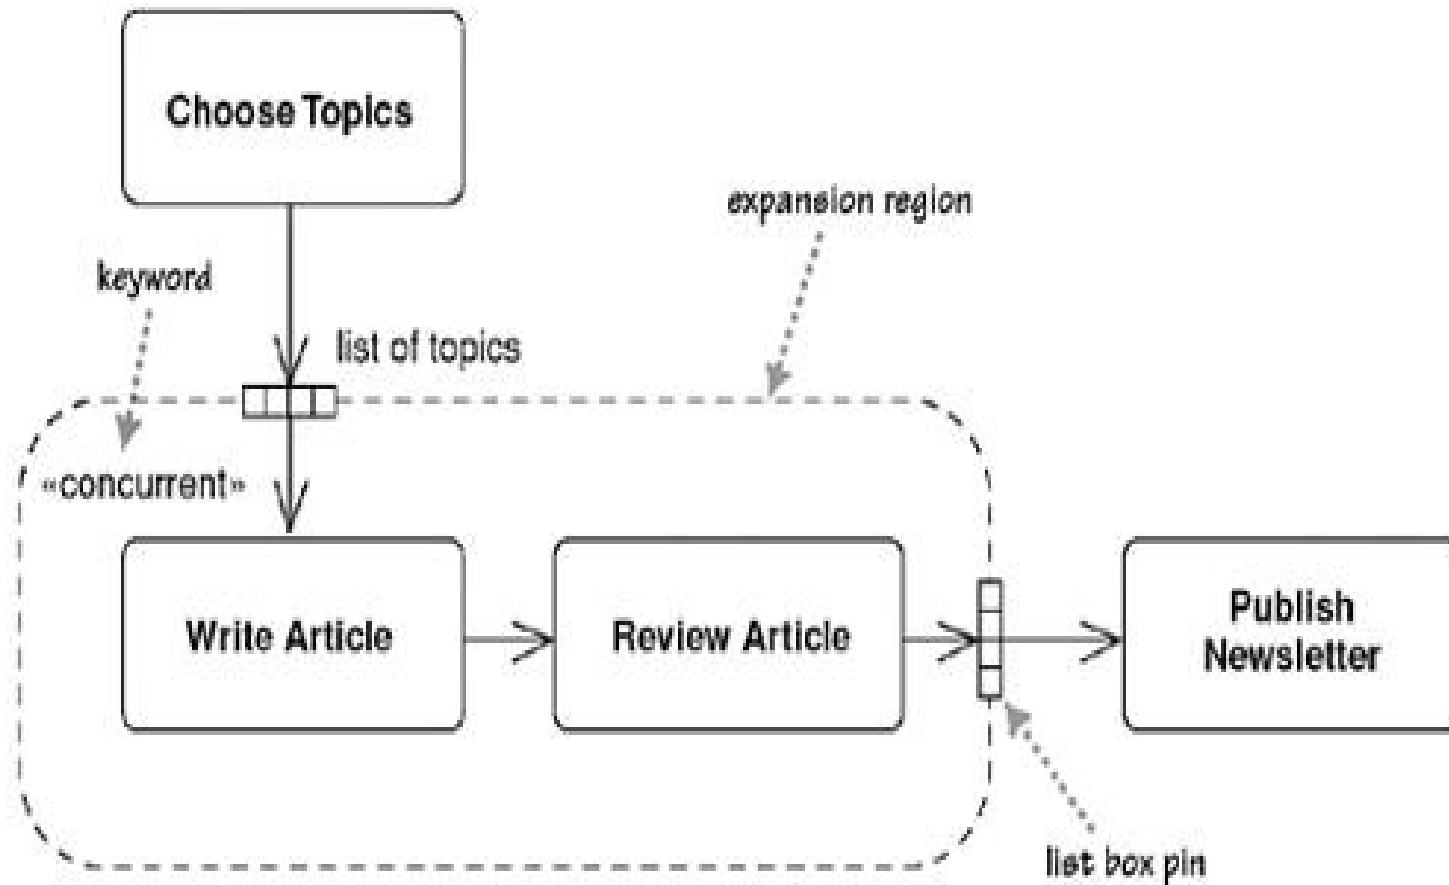 Choose Topics
expansion region
keyword
list of topics
«concurrent»
Write Article
Review Article
Publish
Newsletter
list box pin